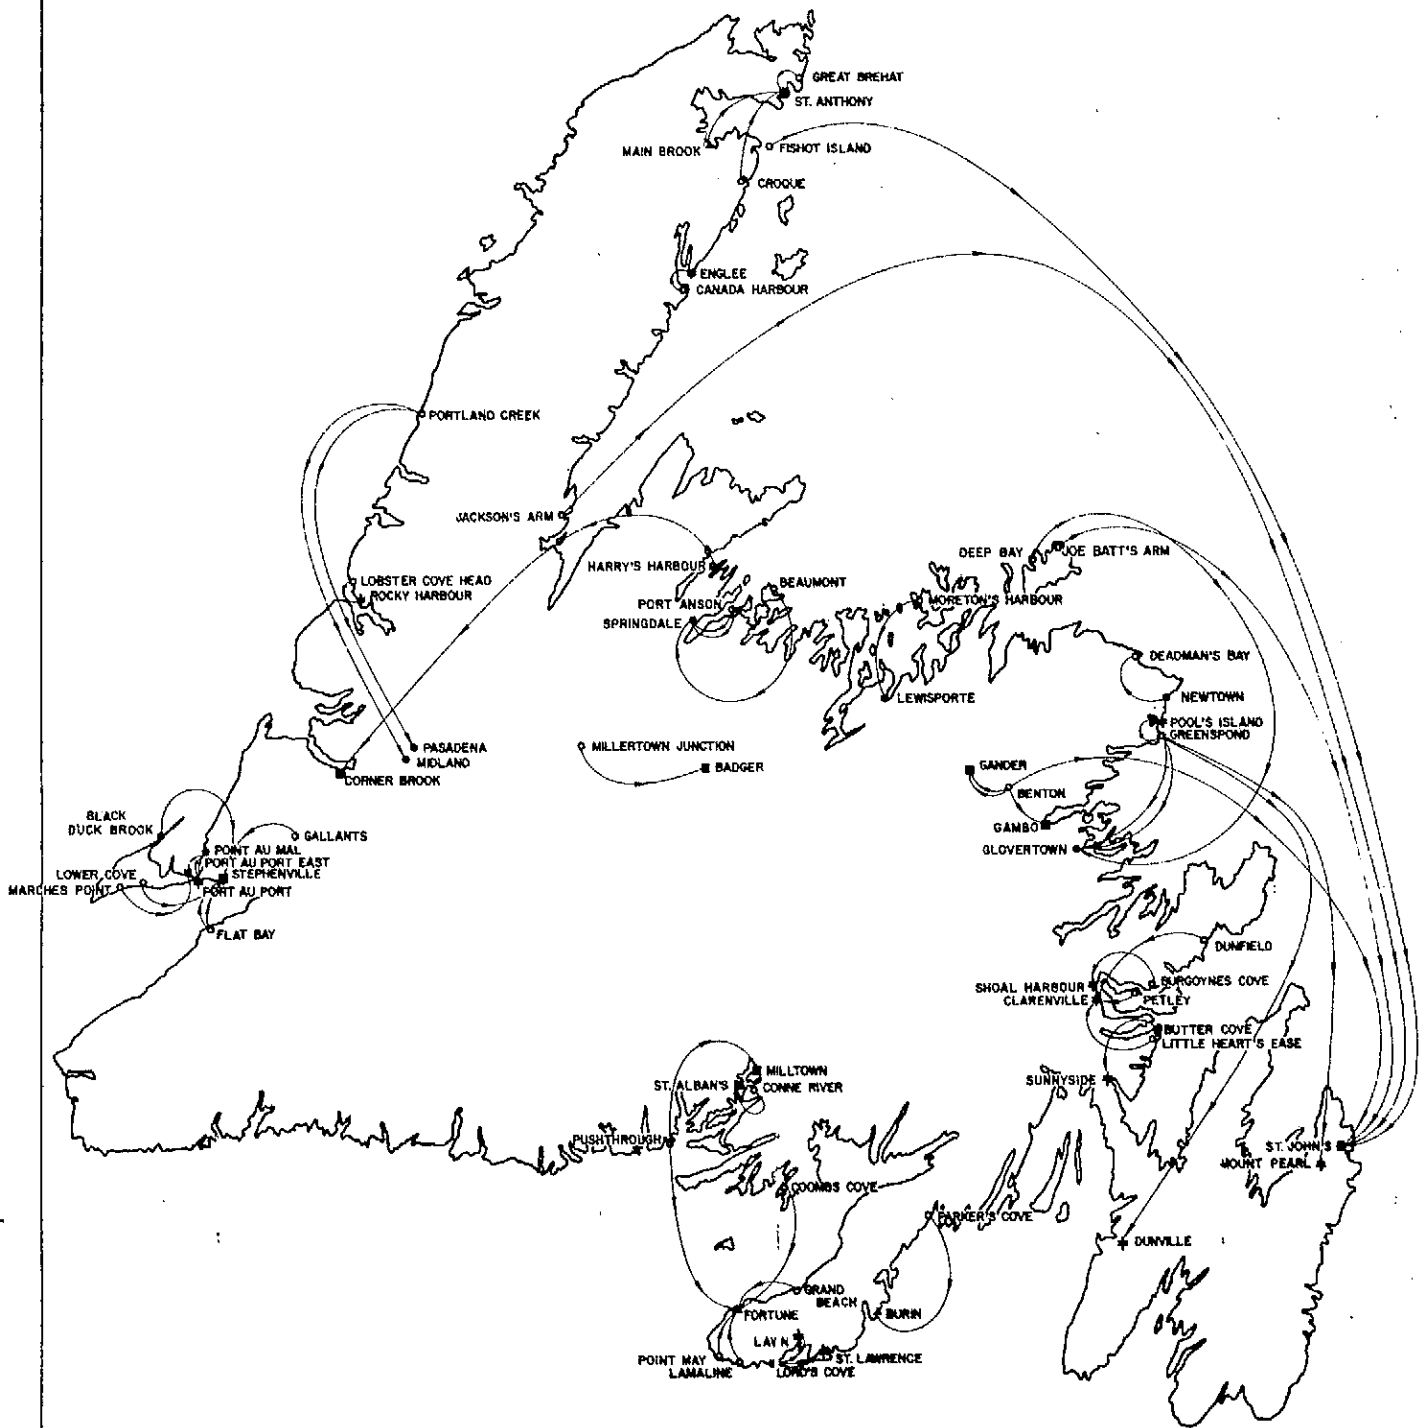 GREAT BREHAT
ST. ANTHONY
MAIN BROOK
FISHOT ISLAND
CROQUE
ENGLEE
CANADA HARBOUR
PORTLAND CREEK
JACKSON'S ARM
DEEP BAY
JOE BATT'S ARM
HARRY'S HARBOUR
LOBSTER COVE HEAD
BEAUMONT
ROCKY HARBOUR
MORETON'S HARBOUR
PORT ANSON
SPRINGDALE
DEADMAN'S BAY
LEWISPORTE
NEWTOWN
POOL'S ISLAND
GREENSPOND
PASADENA
MILLERTOWN JUNCTION
MIDLAND
GANDER
BADGER
CORNER BROOK
BENTON
BLACK
DUCK BROOK
GAMBO
GALLANTS
GLOVERTOWN
POINT AU MAL
PORT AU PORT EAST
LOWER COVE
STEPHENVILLE
MARCHES POINT
PORT AU PORT
FLAT BAY
DUNFIELD
BURGOYNES COVE
SHOAL HARBOUR
PETLEY
CLARENVILLE
BUTTER COVE
LITTLE HEART'S EASE
MILLTOWN
SUNNYSIDE
ST. ALBAN'S
CONNE RIVER
PUSHTHROUGH
ST. JOHN'S
MOUNT PEARL
COOMBS COVE
PARKER'S COVE
DUNVILLE
GRAND
BEACH
FORTUNE
BURIN
LAWN
POINT MAY
ST. LAWRENCE
LAMALINE
LORD'S COVE